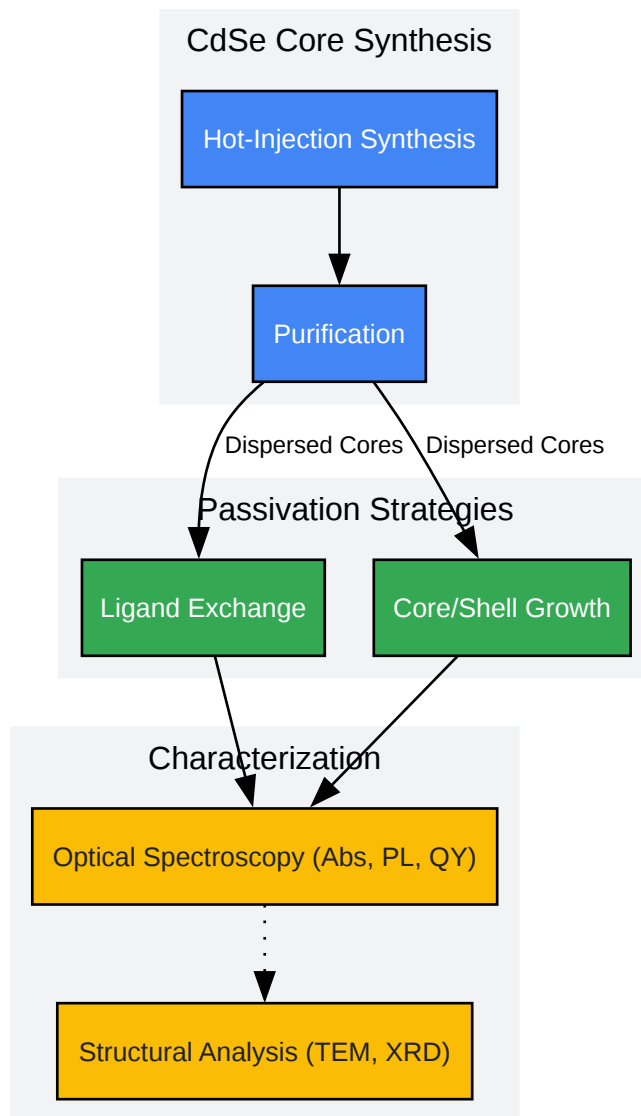 CdSe Core Synthesis
Hot-Injection Synthesis
Purification
Dispersed Cores
Dispersed Cores
Passivation Strategies
Ligand Exchange
Core/Shell Growth
Characterization
Optical Spectroscopy (Abs, PL, QY)
Structural Analysis (TEM, XRD)